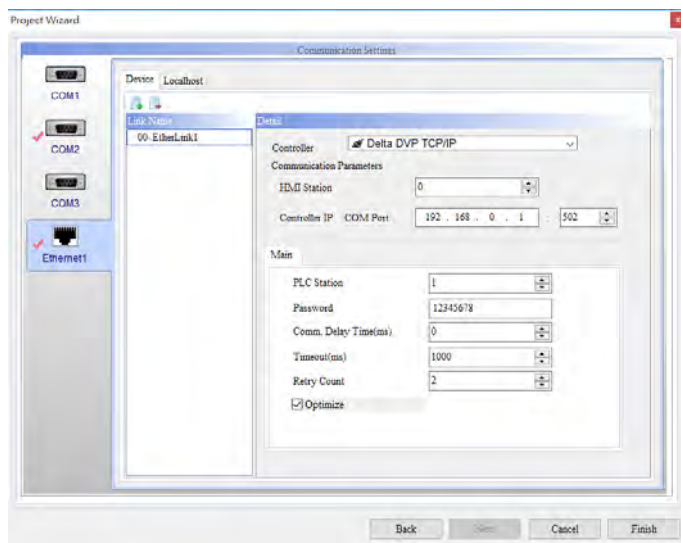 Project Wizard
Communication Settings
COM1
COM2
COM3
Ethernet1
Device Localhost
Link Name
00- EtherLink1
Detail
Controller Delta DVP TCP/IP
Communication Parameters
HMI Station 0
Controller IP COM Port 192 . 168 . 0 . 1 : 502
Main
PLC Station 1
Password 12345678
Comm. Delay Time(ms) 0
Timeout(ms) 1000
Retry Count 2
Optimize
Back Next Cancel Finish